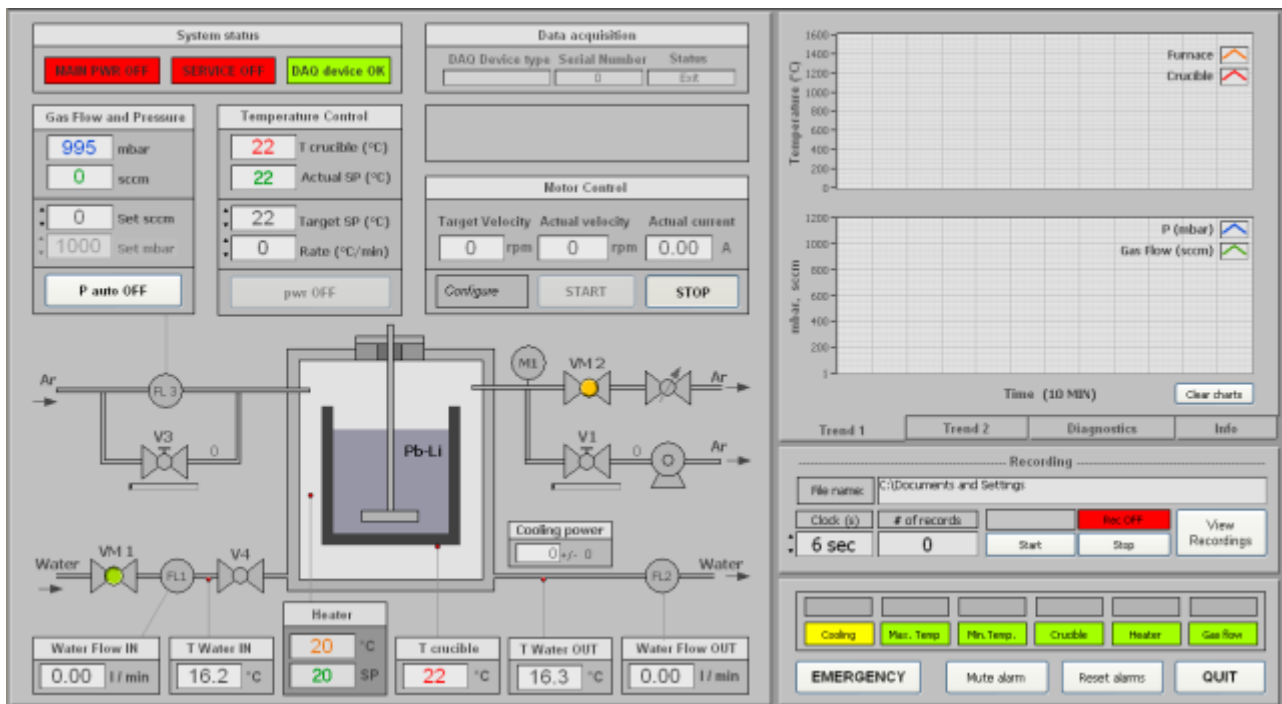 System status
MAIN PWR OFF SERVICE OFF DAQ device OK
Data acquisition
DAQ Device type Serial Number Status
0 Exit
Gas Flow and Pressure
995 mbar
0 sccm
0 Set sccm
1000 Set mbar
P auto OFF
Temperature Control
22 T crucible (°C)
22 Actual SP (°C)
22 Target SP (°C)
0 Rate (°C/min)
pwr OFF
Motor Control
Target Velocity Actual velocity Actual current
0 rpm 0 rpm 0.00 A
Configure START STOP
Ar
FL 3
V3
0
Pb-Li
M1
VM 2
Ar
V1
0
Ar
Cooling power
0 +/- 0
Water
VM 1
FL1
V4
FL2
Water
Water Flow IN
0.00 l / min
T Water IN
16.2 °C
Heater
20 °C
20 SP
T crucible
22 °C
T Water OUT
16.3 °C
Water Flow OUT
0.00 l / min
Temperature (°C)
1600
1400
1200
1000
800
600
400
200
0
Furnace
Crucible
mbar, sccm
1200
1000
800
600
400
200
1
P (mbar)
Gas Flow (sccm)
Time (10 MIN)
Clear charts
Trend 1 Trend 2 Diagnostics Info
Recording
File name: C:\Documents and Settings
Clock (s) # of records Rec OFF
6 sec 0 Start Stop
View
Recordings
Cooling Max. Temp Min.Temp. Crucible Heater Gas flow
EMERGENCY Mute alarm Reset alarms QUIT